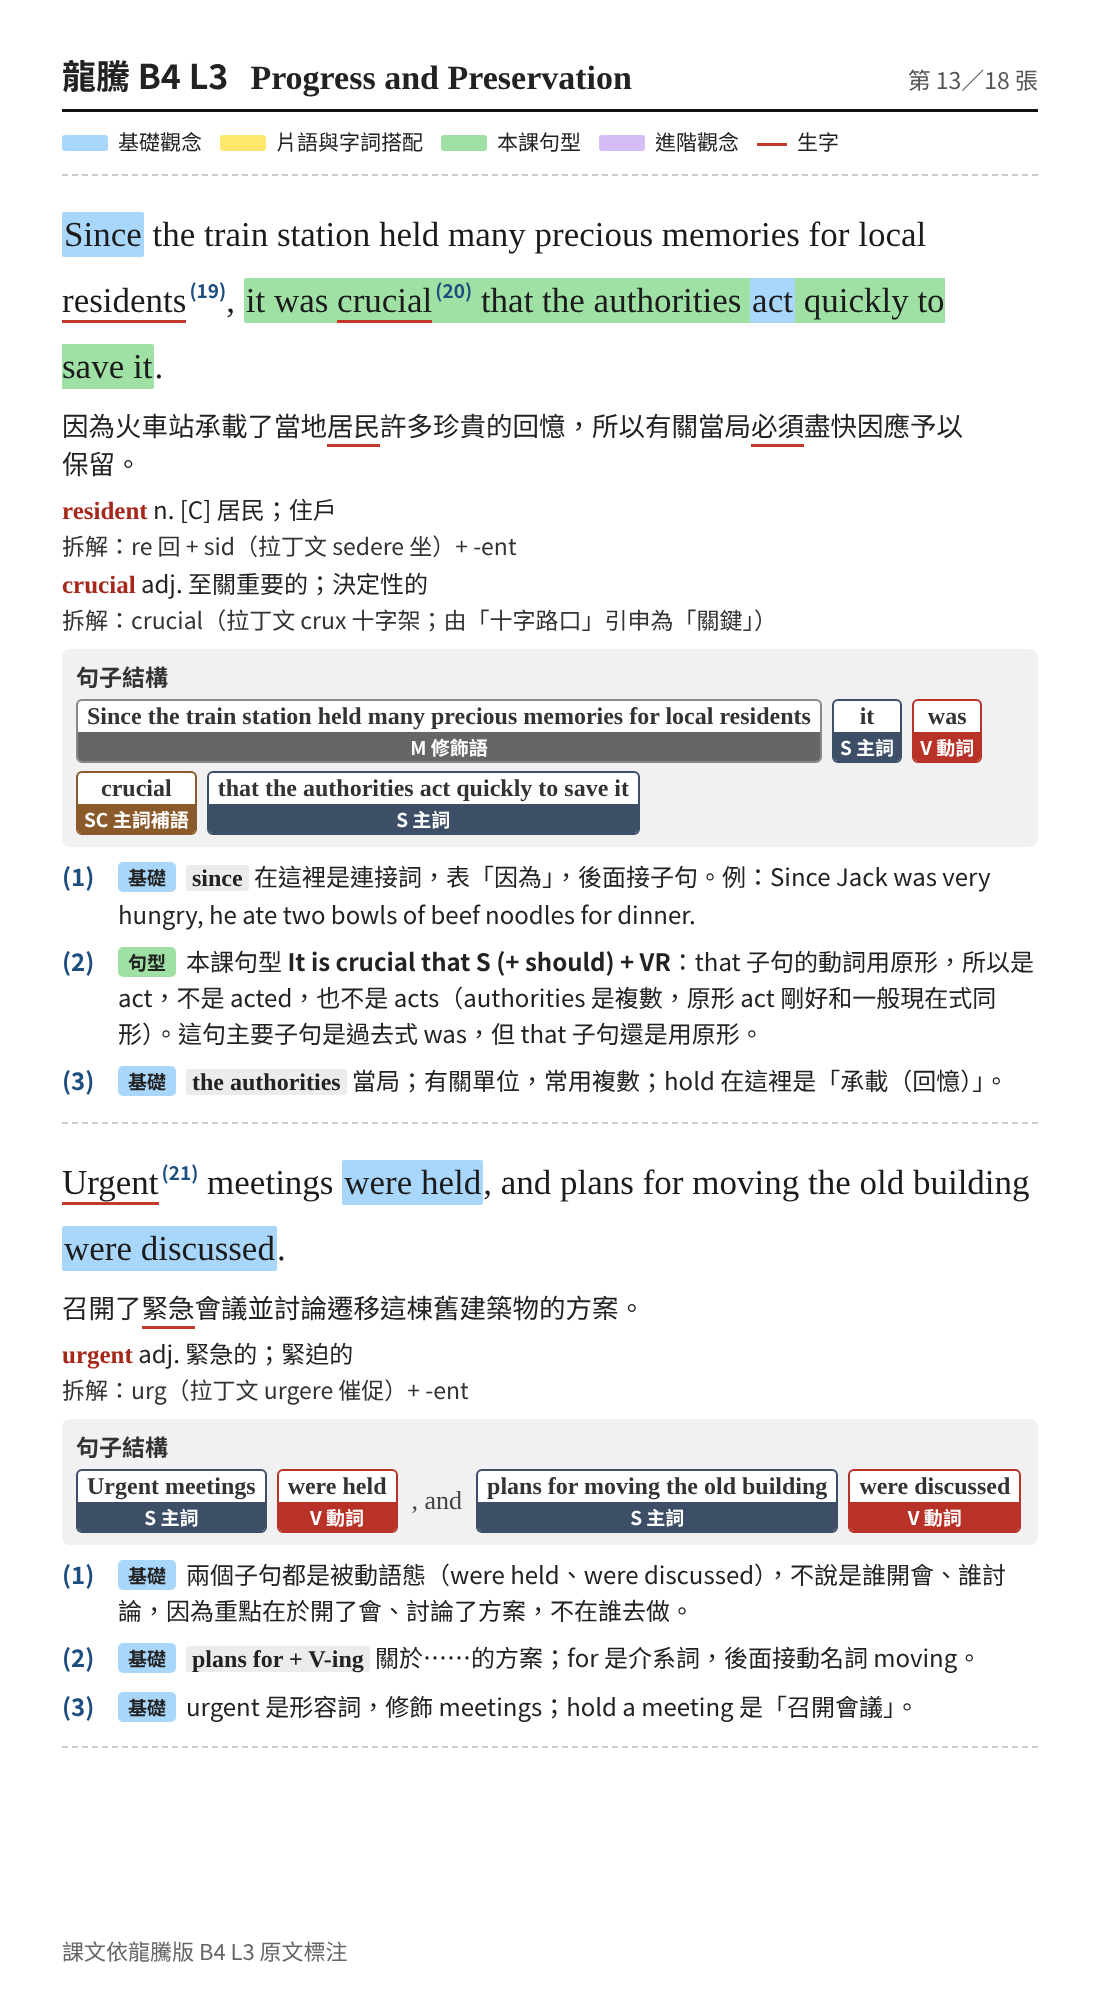 龍騰 B4 L3 Progress and Preservation 第 13／18 張
基礎觀念 片語與字詞搭配 本課句型 進階觀念 生字
Since the train station held many precious memories for local
residents(19), it was crucial(20) that the authorities act quickly to
save it.
因為火車站承載了當地居民許多珍貴的回憶，所以有關當局必須盡快因應予以
保留。
resident n. [C] 居民；住戶
拆解：re 回 + sid（拉丁文 sedere 坐）+ -ent
crucial adj. 至關重要的；決定性的
拆解：crucial（拉丁文 crux 十字架；由「十字路口」引申為「關鍵」）
句子結構
Since the train station held many precious memories for local residents it was
M 修飾語 S 主詞 V 動詞
crucial that the authorities act quickly to save it
SC 主詞補語 S 主詞
(1) 基礎 since 在這裡是連接詞，表「因為」，後面接子句。例：Since Jack was very
hungry, he ate two bowls of beef noodles for dinner.
(2) 句型 本課句型 It is crucial that S (+ should) + VR：that 子句的動詞用原形，所以是
act，不是 acted，也不是 acts（authorities 是複數，原形 act 剛好和一般現在式同
形）。這句主要子句是過去式 was，但 that 子句還是用原形。
(3) 基礎 the authorities 當局；有關單位，常用複數；hold 在這裡是「承載（回憶）」。
Urgent(21) meetings were held, and plans for moving the old building
were discussed.
召開了緊急會議並討論遷移這棟舊建築物的方案。
urgent adj. 緊急的；緊迫的
拆解：urg（拉丁文 urgere 催促）+ -ent
句子結構
Urgent meetings were held , and plans for moving the old building were discussed
S 主詞 V 動詞 S 主詞 V 動詞
(1) 基礎 兩個子句都是被動語態（were held、were discussed），不說是誰開會、誰討
論，因為重點在於開了會、討論了方案，不在誰去做。
(2) 基礎 plans for + V-ing 關於⋯⋯的方案；for 是介系詞，後面接動名詞 moving。
(3) 基礎 urgent 是形容詞，修飾 meetings；hold a meeting 是「召開會議」。
課文依龍騰版 B4 L3 原文標注